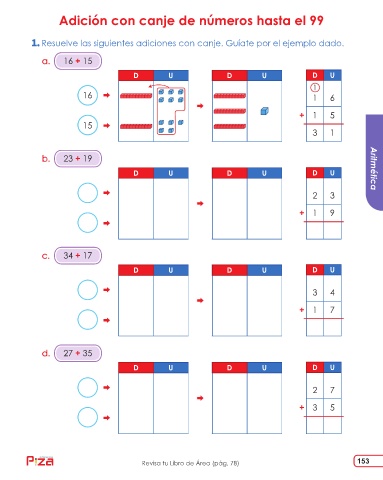 Adición con canje de números hasta el 99
1. Resuelve las siguientes adiciones con canje. Guíate por el ejemplo dado.
a. 16 + 15
D U D U D U
1
16 1 6
+ 1 5
15
3 1
b. 23 + 19
D U D U D U
2 3
+ 1 9
c. 34 + 17
D U D U D U
3 4
+ 1 7
d. 27 + 35
D U D U D U
2 7
+ 3 5
Aritmética
Piza
Revisa tu Libro de Área (pág. 78)
153